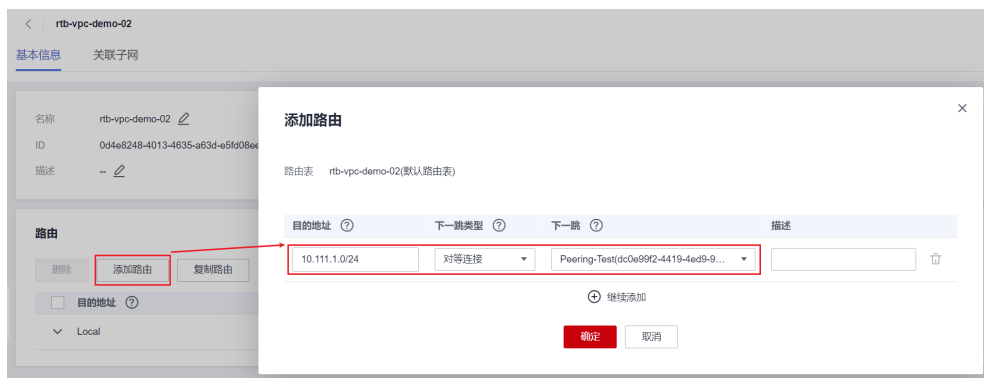 rtb-vpc-demo-02
基本信息 关联子网
名称 rtb-vpc-demo-02
ID 0d4e8248-4013-4635-a63d-e5fd08ee
描述 --
路由
删除 添加路由 复制路由
目的地址
Local
添加路由
路由表 rtb-vpc-demo-02(默认路由表)
目的地址 下一跳类型 下一跳 描述
10.111.1.0/24 对等连接 Peering-Test(dc0e99f2-4419-4ed9-9...
继续添加
确定 取消